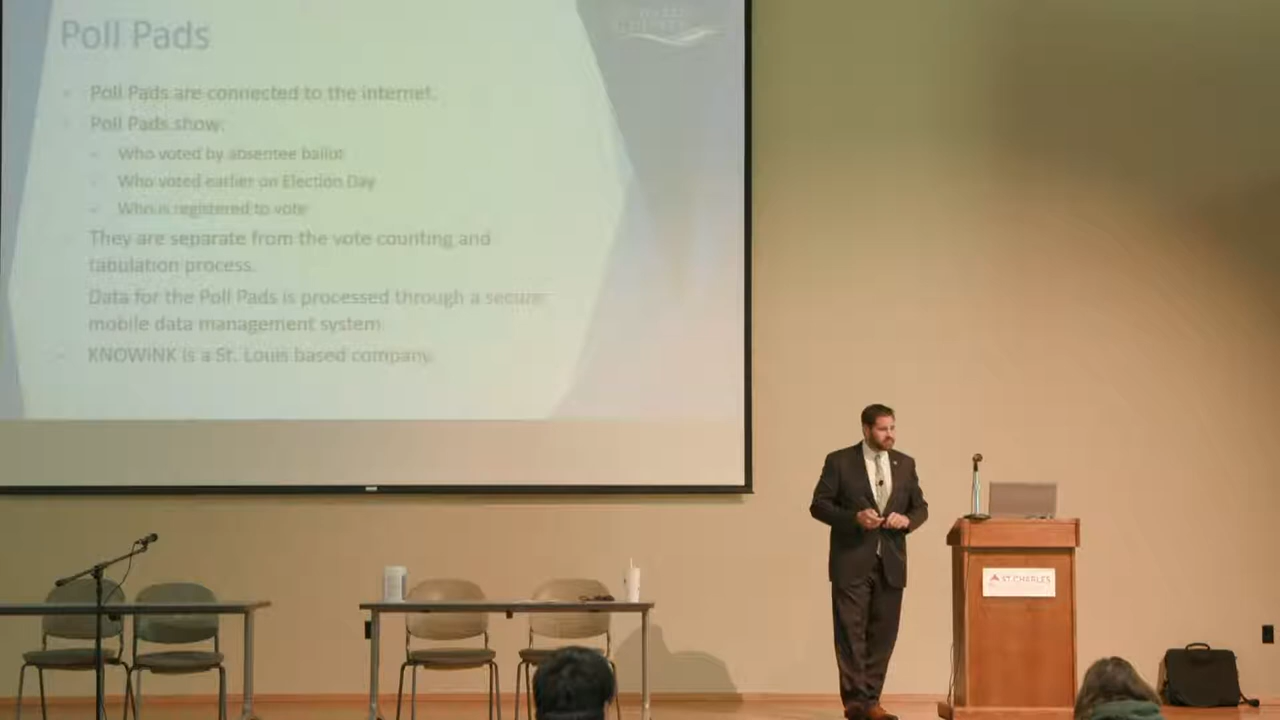 Poll Pads
Poll Pads are connected to the internet.
Poll Pads show:
Who voted by absentee ballot
Who voted earlier on Election Day
Who is registered to vote
They are separate from the vote counting and
tabulation process.
Data for the Poll Pads is processed through a secure
mobile data management system
KNOWiNK is a St. Louis based company.
ST. CHARLES